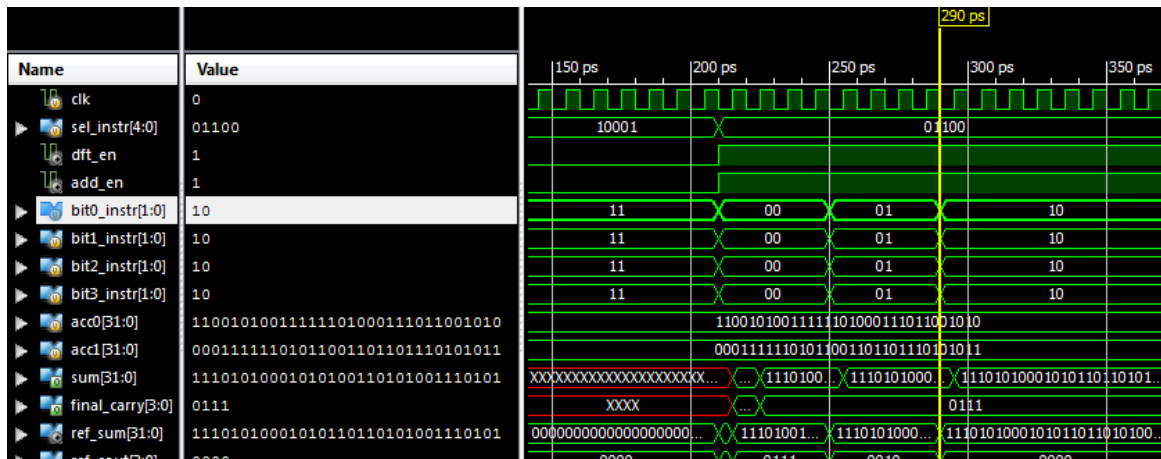 290 ps
Name Value 150 ps 200 ps 250 ps 300 ps 350 ps
clk 0
sel_instr[4:0] 01100 10001 01100
dft_en 1
add_en 1
bit0_instr[1:0] 10 11 00 01 10
bit1_instr[1:0] 10 11 00 01 10
bit2_instr[1:0] 10 11 00 01 10
bit3_instr[1:0] 10 11 00 01 10
acc0[31:0] 11001010011111101000111011001010 11001010011111101000111011001010
acc1[31:0] 00011111101011001101101110101011 00011111101011001101101110101011
sum[31:0] 11101010001010100110101001110101 XXXXXXXXXXXXXXXXXXXXX... ... 1110100... 1110101000... 11101010001010110110101...
final_carry[3:0] 0111 XXXX ... 0111
ref_sum[31:0] 11101010001010110110101001110101 0000000000000000000... 11101001... 1110101000... 1110101000101011011010100...